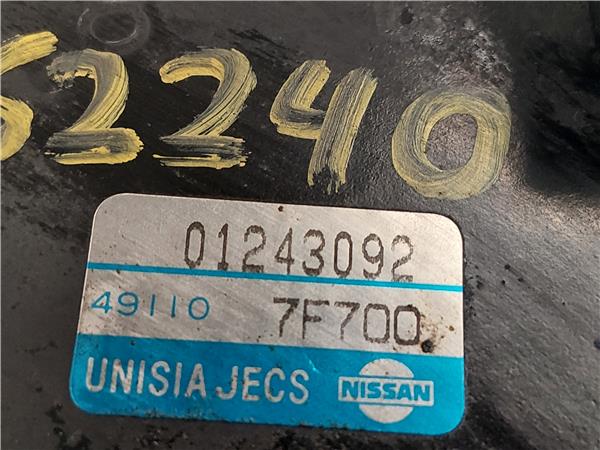 62240
01243092
49110 7F700
UNISIA JECS NISSAN